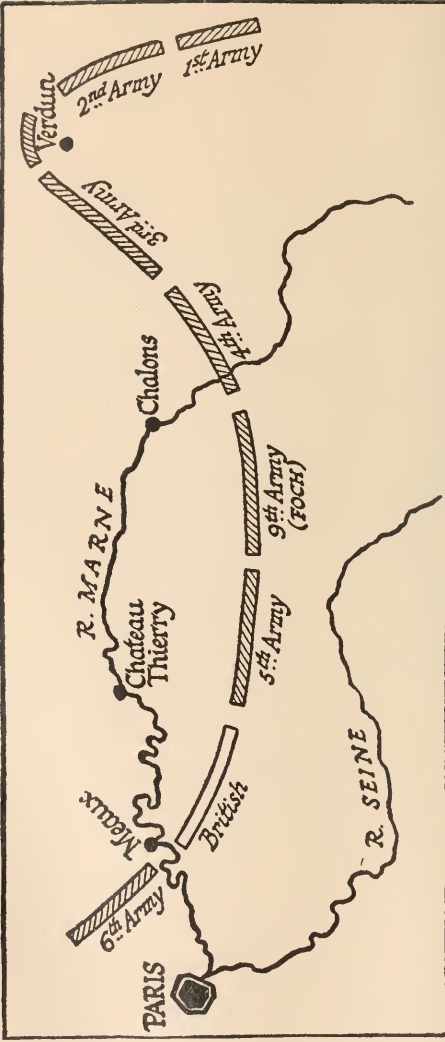 PARIS
6th Army
Meaux
British
R. SEINE
Chateau
Thierry
R. MARNE
5th Army
9th Army
(FOCH)
Chalons
4th Army
3rd Army
Verdun
2nd Army
1st Army